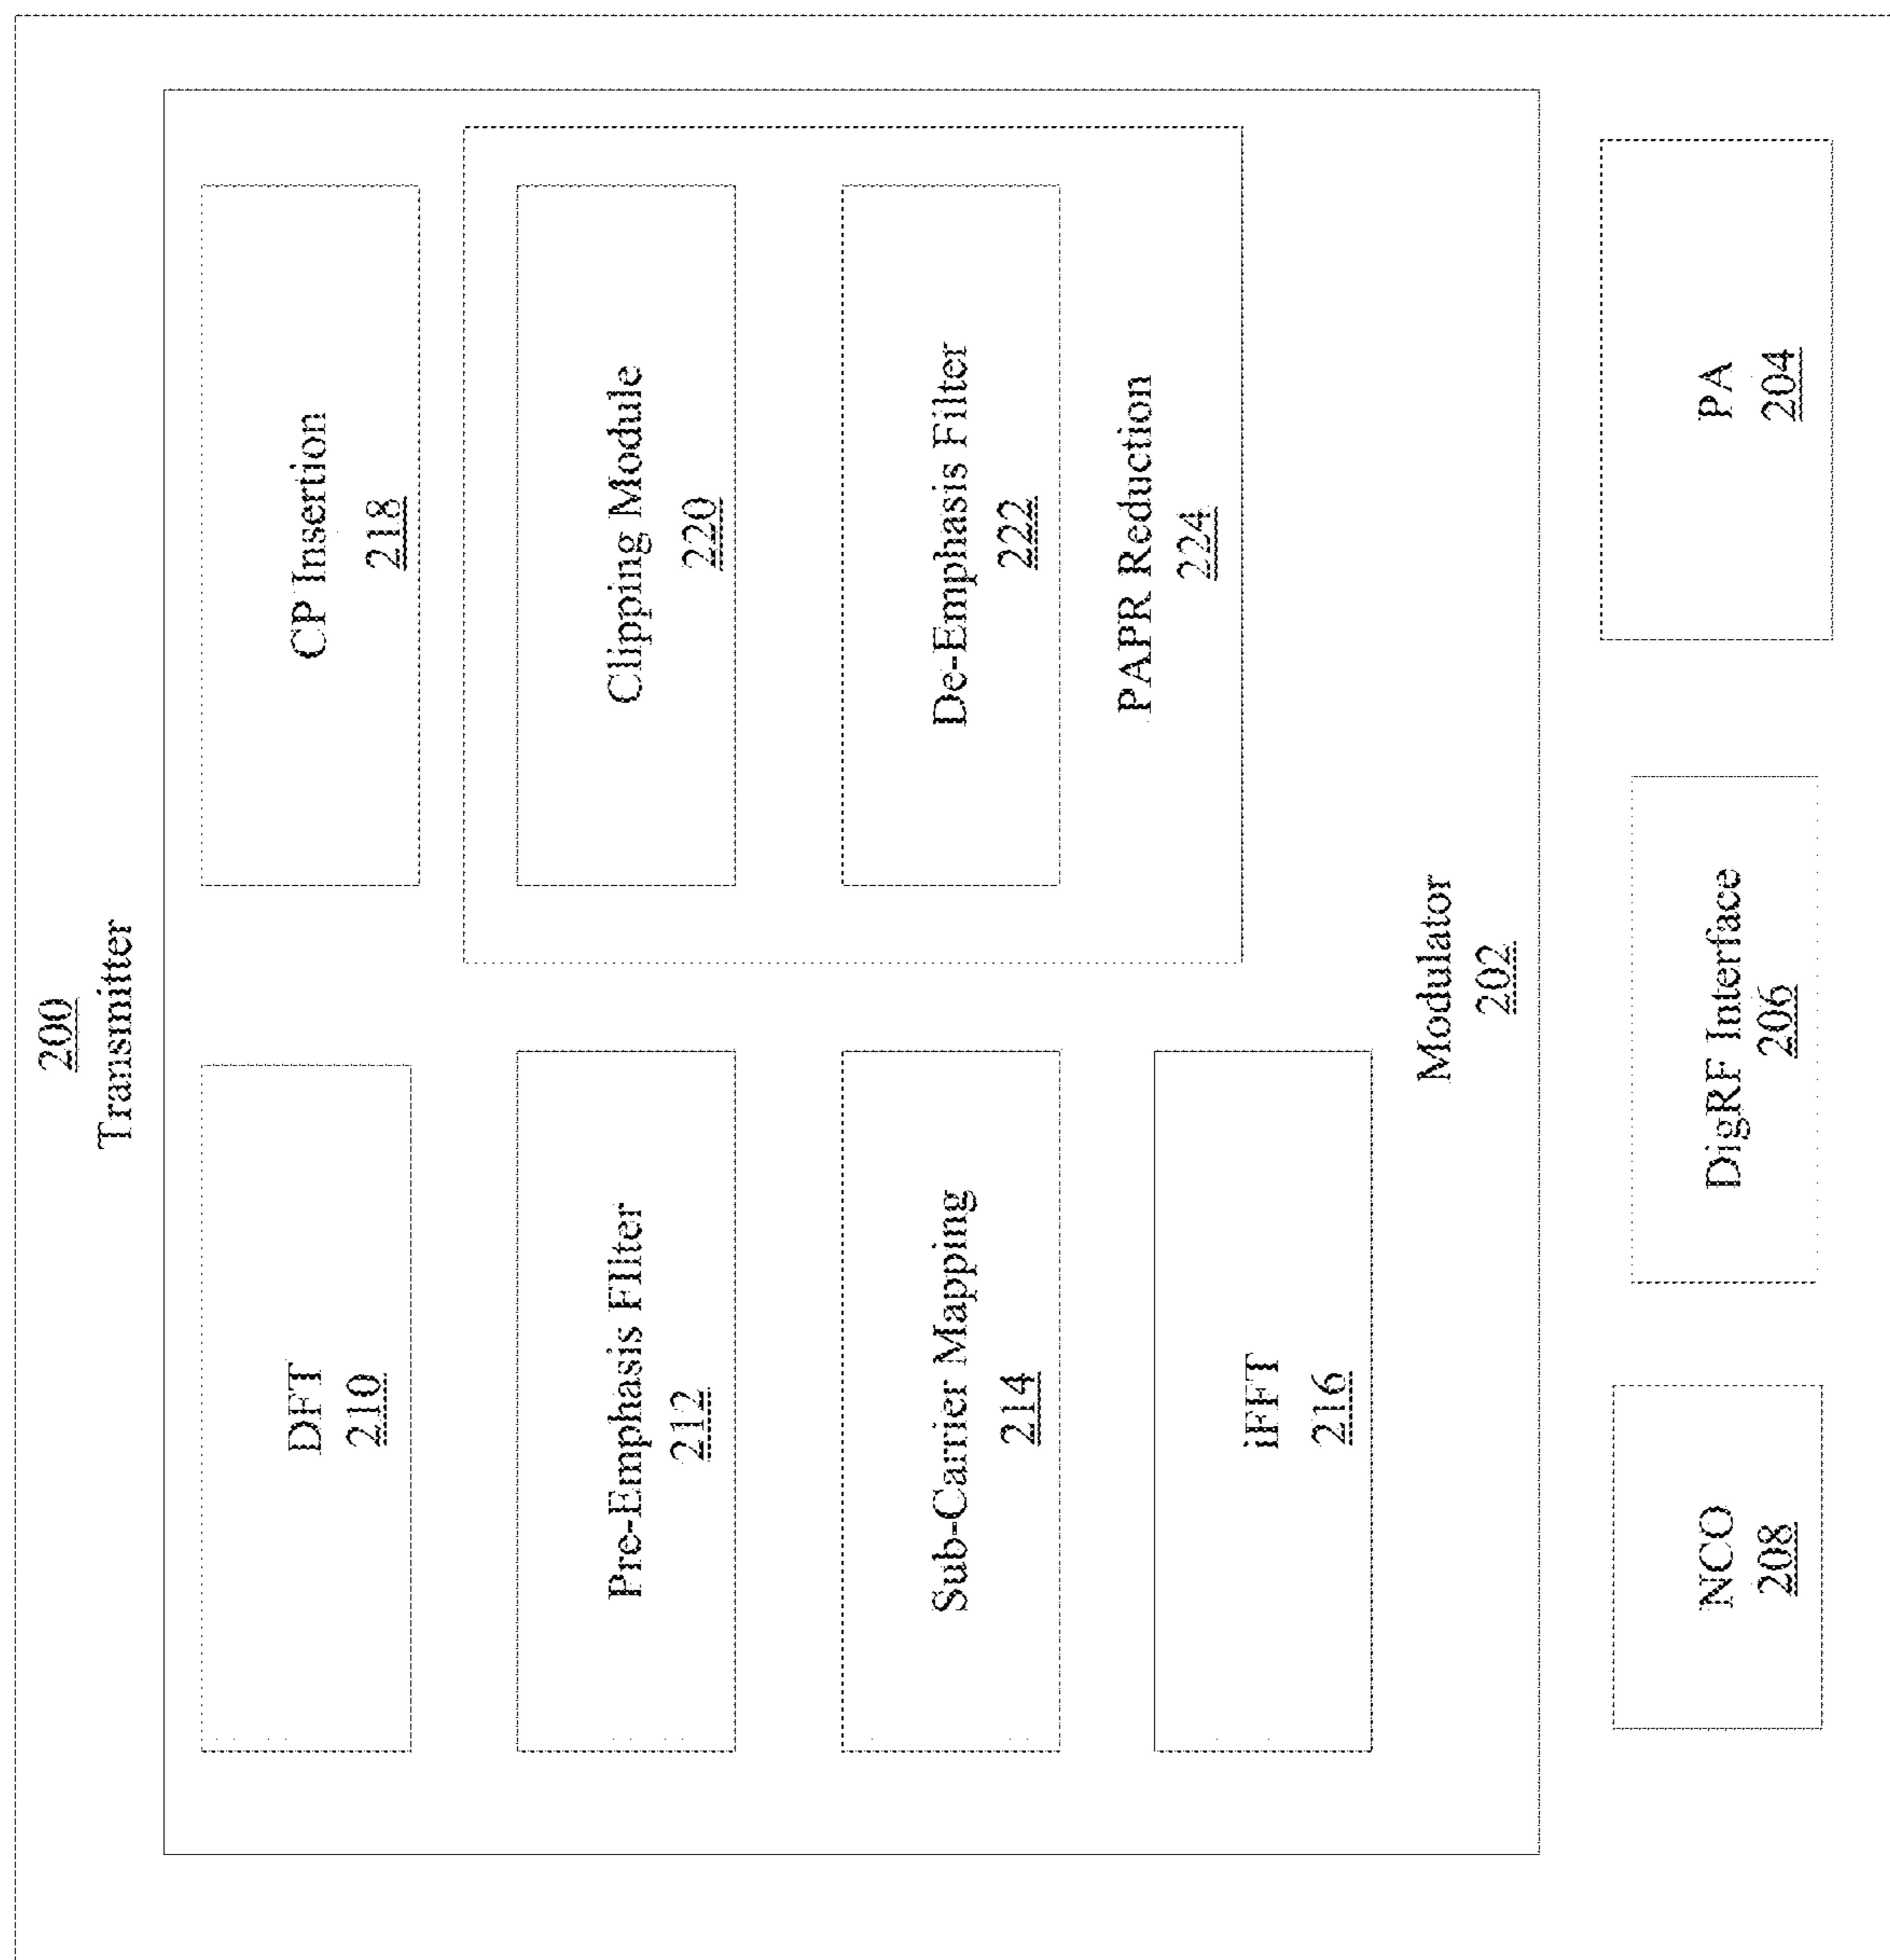 200
Transmitter
DFT
210
CP Insertion
218
Pre-Emphasis FIlter
212
Clipping Module
220
Sub-Carrier Mapping
214
De-Emphasis Filter
222
PAPR Reduction
224
iFFT
216
Modulator
202
NCO
208
DigRF Interface
206
PA
204